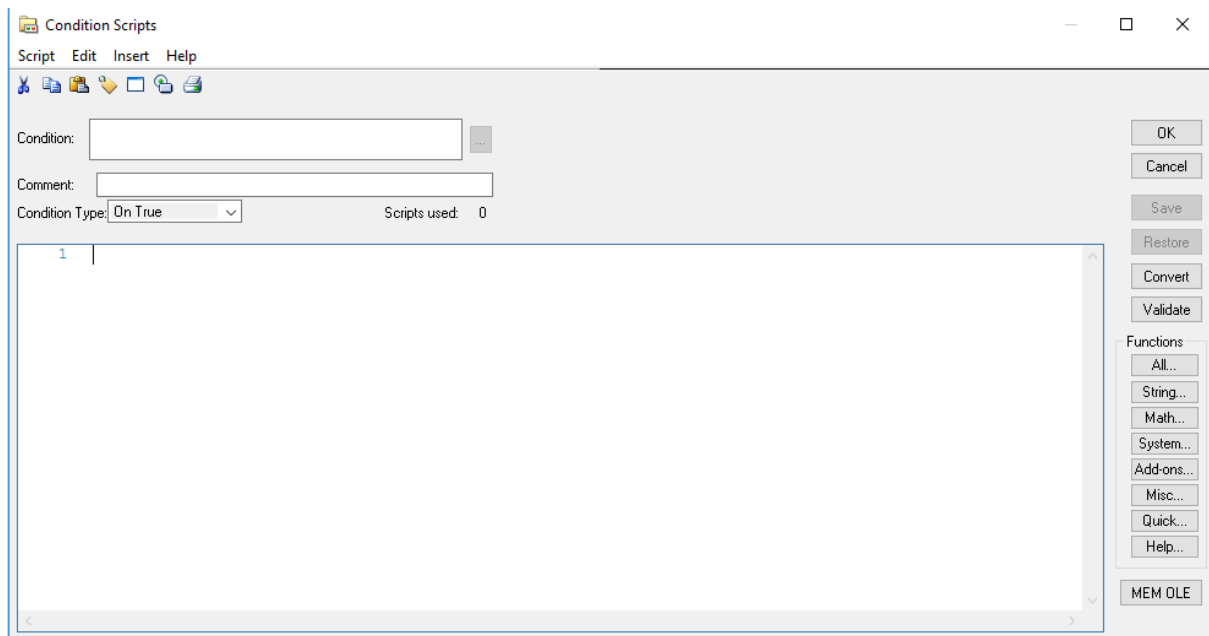 Condition Scripts
Script Edit Insert Help
Condition:
...
OK
Cancel
Comment:
Condition Type: On True
Scripts used: 0
Save
Restore
1
Convert
Validate
Functions
All...
String...
Math...
System...
Add-ons...
Misc...
Quick...
Help...
MEM OLE